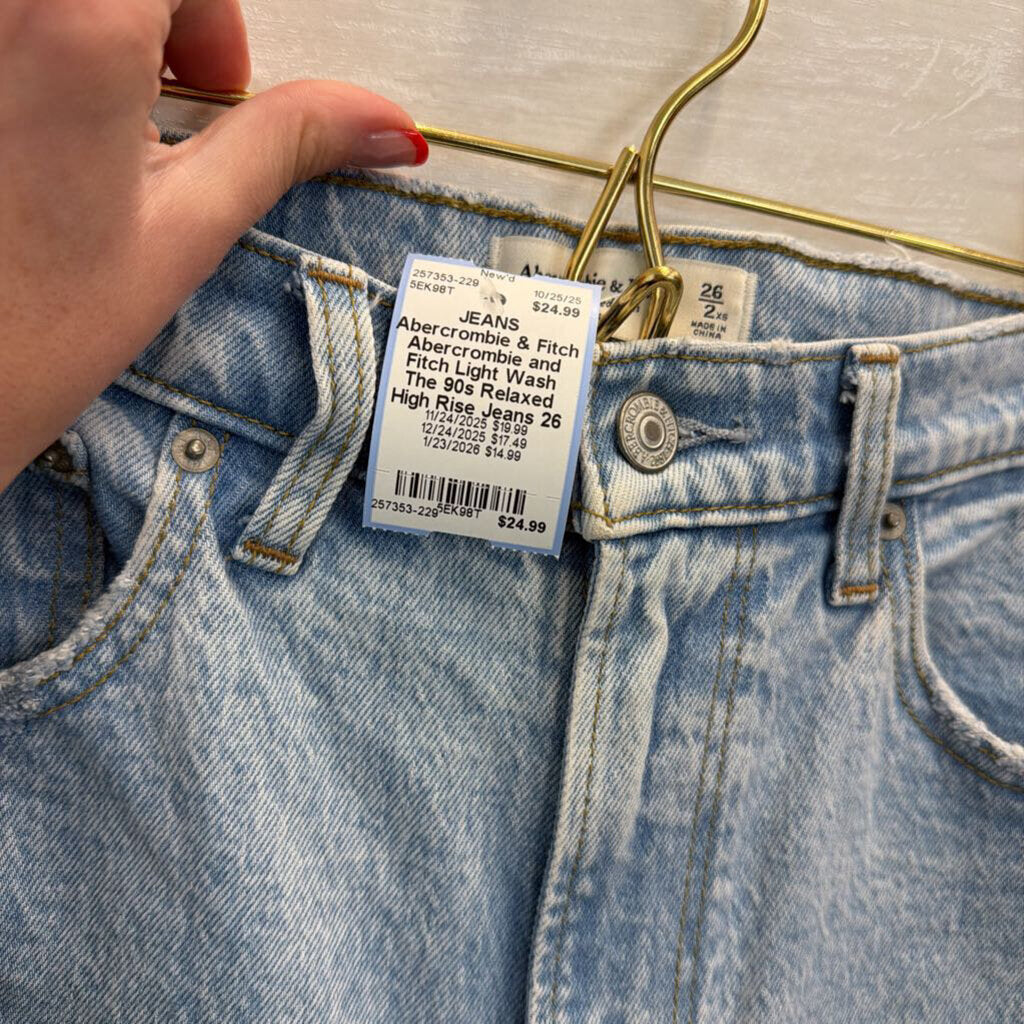 257353-229 New'd 10/25/25
5EK98T $24.99
JEANS
Abercrombie & Fitch
Abercrombie and
Fitch Light Wash
The 90s Relaxed
High Rise Jeans 26
11/24/2025 $19.99
12/24/2025 $17.49
1/23/2026 $14.99
257353-229 5EK98T $24.99
26
2XS
MADE IN
CHINA